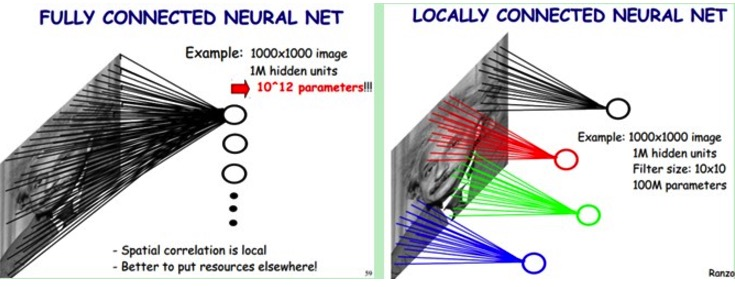 FULLY CONNECTED NEURAL NET
Example: 1000x1000 image
1M hidden units
10^12 parameters!!!
- Spatial correlation is local
- Better to put resources elsewhere!
59
LOCALLY CONNECTED NEURAL NET
Example: 1000x1000 image
1M hidden units
Filter size: 10x10
100M parameters
Ranzo